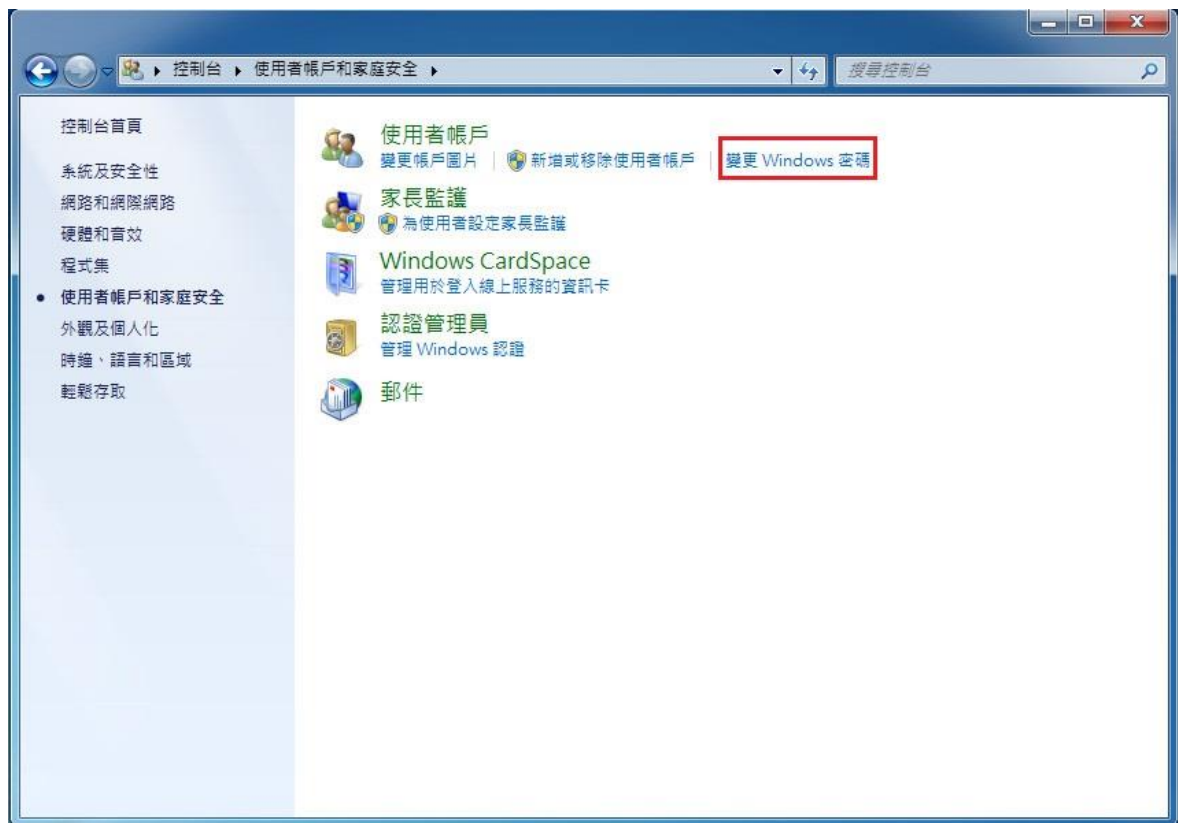 控制台 ▸ 使用者帳戶和家庭安全 ▸
搜尋控制台
控制台首頁
系統及安全性
網路和網際網路
硬體和音效
程式集
使用者帳戶和家庭安全
外觀及個人化
時鐘、語言和區域
輕鬆存取
使用者帳戶
變更帳戶圖片 | 新增或移除使用者帳戶 | 變更 Windows 密碼
家長監護
為使用者設定家長監護
Windows CardSpace
管理用於登入線上服務的資訊卡
認證管理員
管理 Windows 認證
郵件